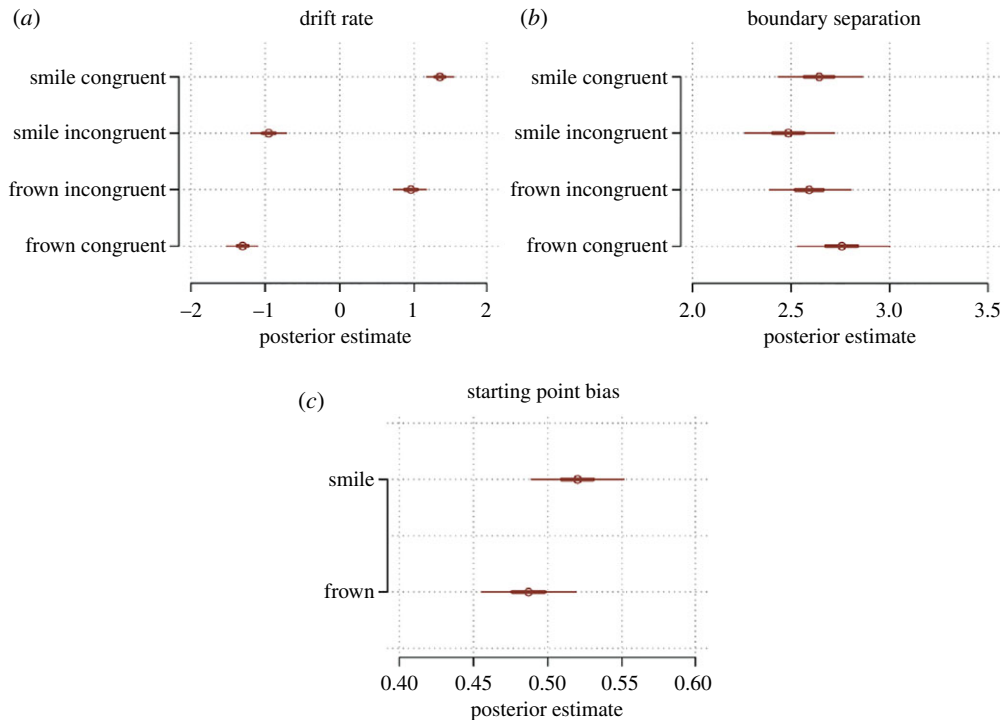 (a) drift rate
smile congruent
smile incongruent
frown incongruent
frown congruent
–2 –1 0 1 2
posterior estimate
(b) boundary separation
smile congruent
smile incongruent
frown incongruent
frown congruent
2.0 2.5 3.0 3.5
posterior estimate
(c) starting point bias
smile
frown
0.40 0.45 0.50 0.55 0.60
posterior estimate